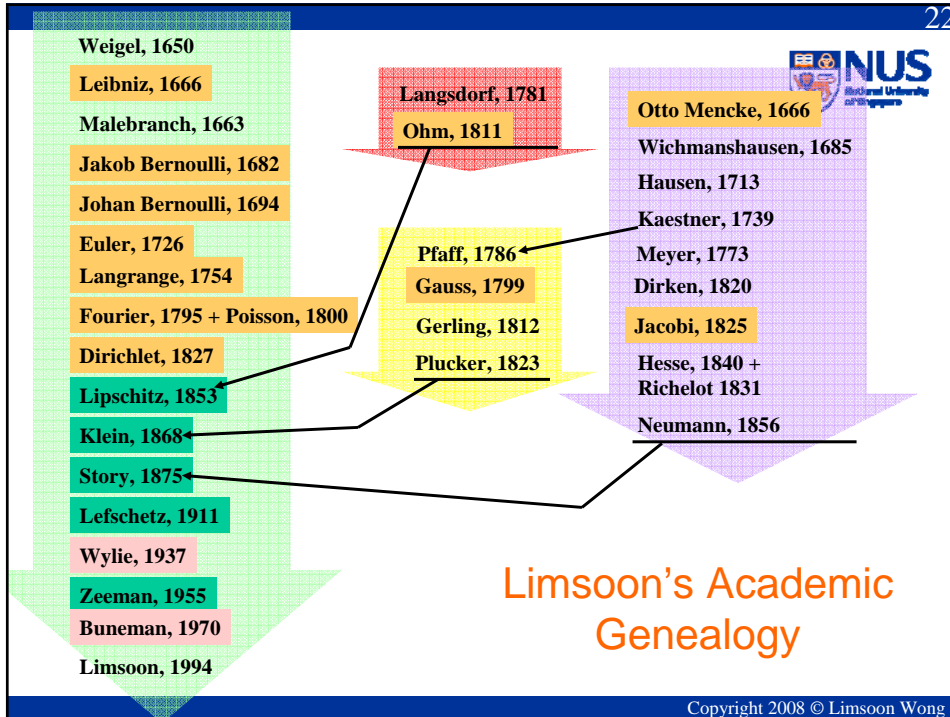 22
NUS
National University
of Singapore
Weigel, 1650
Leibniz, 1666
Malebranch, 1663
Jakob Bernoulli, 1682
Johan Bernoulli, 1694
Euler, 1726
Langrange, 1754
Fourier, 1795 + Poisson, 1800
Dirichlet, 1827
Lipschitz, 1853
Klein, 1868
Story, 1875
Lefschetz, 1911
Wylie, 1937
Zeeman, 1955
Buneman, 1970
Limsoon, 1994
Langsdorf, 1781
Ohm, 1811
Pfaff, 1786
Gauss, 1799
Gerling, 1812
Plucker, 1823
Otto Mencke, 1666
Wichmanshausen, 1685
Hausen, 1713
Kaestner, 1739
Meyer, 1773
Dirken, 1820
Jacobi, 1825
Hesse, 1840 +
Richelot 1831
Neumann, 1856
Limsoon's Academic
Genealogy
Copyright 2008 © Limsoon Wong